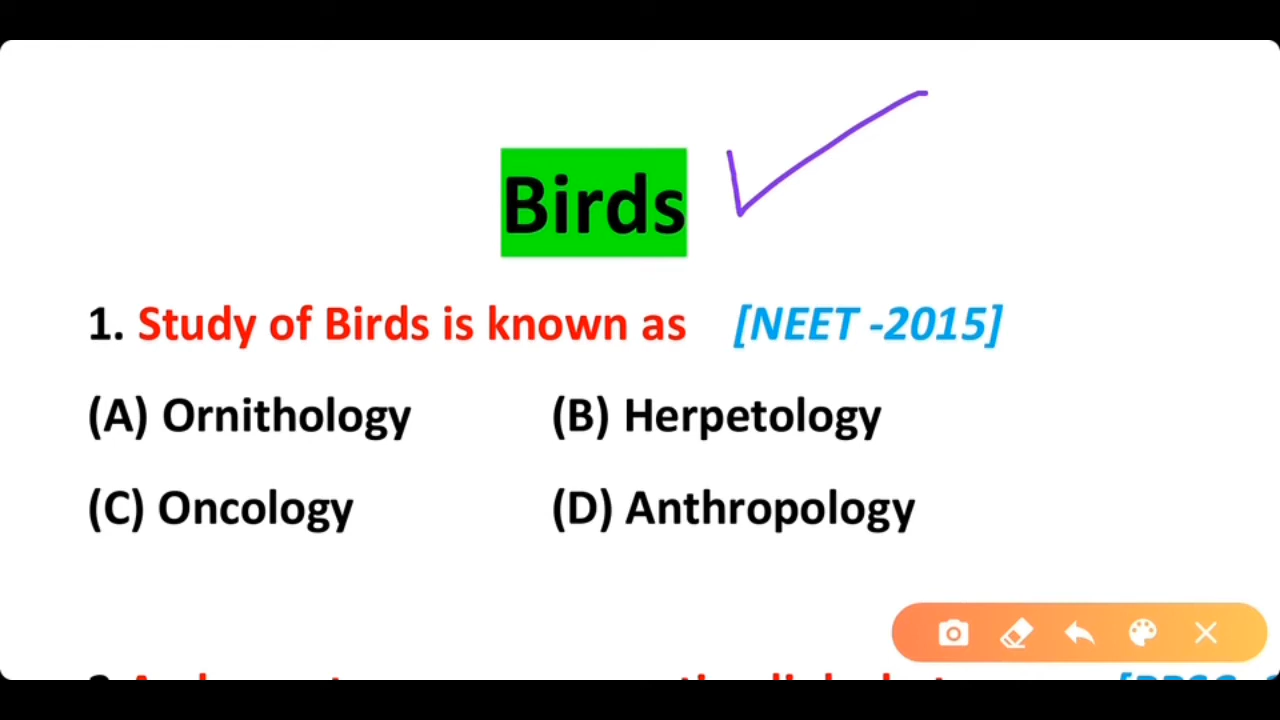 Birds
1. Study of Birds is known as [NEET -2015]
(A) Ornithology (B) Herpetology
(C) Oncology (D) Anthropology